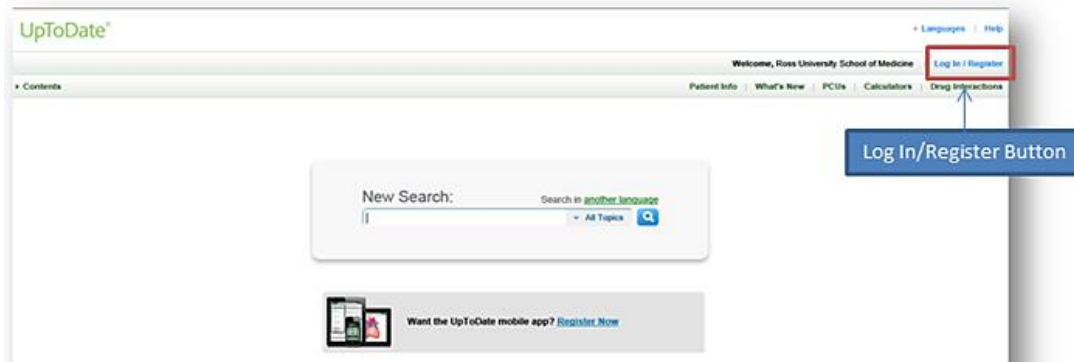 UpToDate®
Languages | Help
Welcome, Ross University School of Medicine Log In / Register
Contents
Patient Info | What's New | PCUs | Calculators | Drug Interactions
Log In/Register Button
New Search:
Search in another language
All Topics
Want the UpToDate mobile app? Register Now